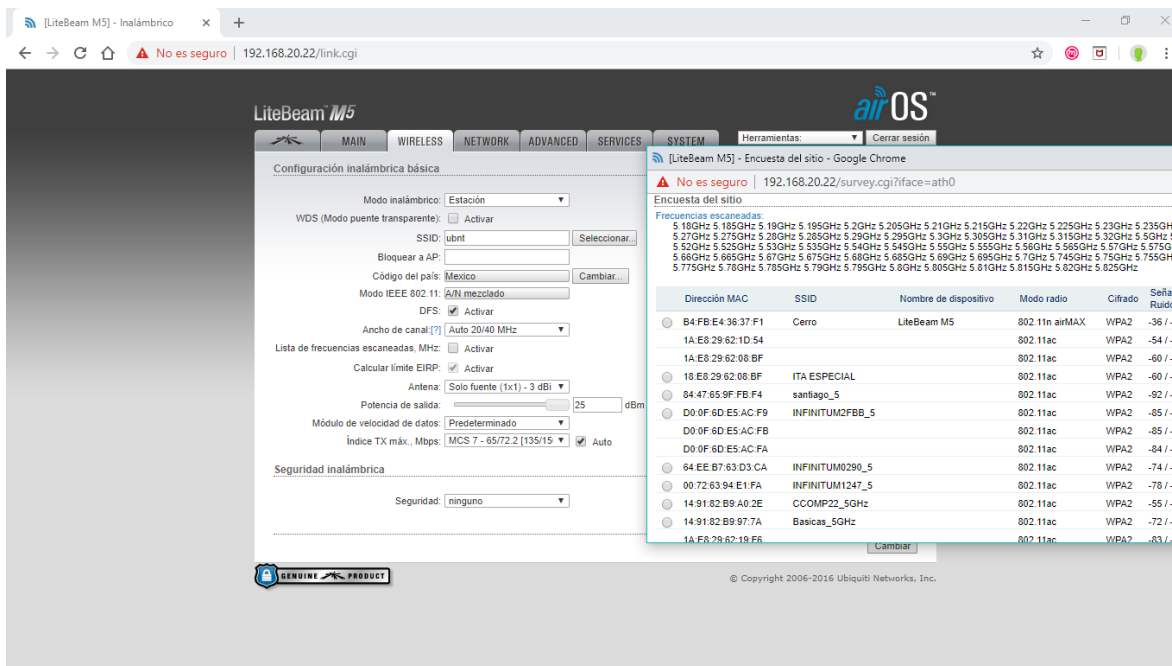 [LiteBeam M5] - Inalámbrico
No es seguro | 192.168.20.22/link.cgi
LiteBeam M5
airOS™
MAIN WIRELESS NETWORK ADVANCED SERVICES SYSTEM
Herramientas: Cerrar sesión
Configuración inalámbrica básica
Modo inalámbrico: Estación
WDS (Modo puente transparente): Activar
SSID: ubnt Seleccionar...
Bloquear a AP:
Código del país: Mexico Cambiar...
Modo IEEE 802.11: A/N mezclado
DFS: Activar
Ancho de canal:[?] Auto 20/40 MHz
Lista de frecuencias escaneadas, MHz: Activar
Calcular límite EIRP: Activar
Antena: Solo fuente (1x1) - 3 dBi
Potencia de salida: 25 dBm
Módulo de velocidad de datos: Predeterminado
Índice TX máx., Mbps: MCS 7 - 65/72.2 [135/15 Auto
Seguridad inalámbrica
Seguridad: ninguno
Cambiar
GENUINE PRODUCT
© Copyright 2006-2016 Ubiquiti Networks, Inc.
[LiteBeam M5] - Encuesta del sitio - Google Chrome
No es seguro | 192.168.20.22/survey.cgi?iface=ath0
Encuesta del sitio
Frecuencias escaneadas:
5.18GHz 5.185GHz 5.19GHz 5.195GHz 5.2GHz 5.205GHz 5.21GHz 5.215GHz 5.22GHz 5.225GHz 5.23GHz 5.235GH
5.27GHz 5.275GHz 5.28GHz 5.285GHz 5.29GHz 5.295GHz 5.3GHz 5.305GHz 5.31GHz 5.315GHz 5.32GHz 5.5GHz
5.52GHz 5.525GHz 5.53GHz 5.535GHz 5.54GHz 5.545GHz 5.55GHz 5.555GHz 5.56GHz 5.565GHz 5.57GHz 5.575G
5.66GHz 5.665GHz 5.67GHz 5.675GHz 5.68GHz 5.685GHz 5.69GHz 5.695GHz 5.7GHz 5.745GHz 5.75GHz 5.755GH
5.775GHz 5.78GHz 5.785GHz 5.79GHz 5.795GHz 5.8GHz 5.805GHz 5.81GHz 5.815GHz 5.82GHz 5.825GHz
Dirección MAC SSID Nombre de dispositivo Modo radio Cifrado Seña Ruido
B4:FB:E4:36:37:F1 Cerro LiteBeam M5 802.11n airMAX WPA2 -36 / -
1A:E8:29:62:1D:54 802.11ac WPA2 -54 / -
1A:E8:29:62:08:BF 802.11ac WPA2 -60 / -
18:E8:29:62:08:BF ITA ESPECIAL 802.11ac WPA2 -60 / -
84:47:65:9F:FB:F4 santiago_5 802.11ac WPA2 -92 / -
D0:0F:6D:E5:AC:F9 INFINITUM2FBB_5 802.11ac WPA2 -85 / -
D0:0F:6D:E5:AC:FB 802.11ac WPA2 -85 / -
D0:0F:6D:E5:AC:FA 802.11ac WPA2 -84 / -
64:EE:B7:63:D3:CA INFINITUM0290_5 802.11ac WPA2 -74 / -
00:72:63:94:E1:FA INFINITUM1247_5 802.11ac WPA2 -78 / -
14:91:82:B9:A0:2E CCOMP22_5GHz 802.11ac WPA2 -55 / -
14:91:82:B9:97:7A Basicas_5GHz 802.11ac WPA2 -72 / -
1A:E8:29:62:19:F6 802.11ac WPA2 -83 / -